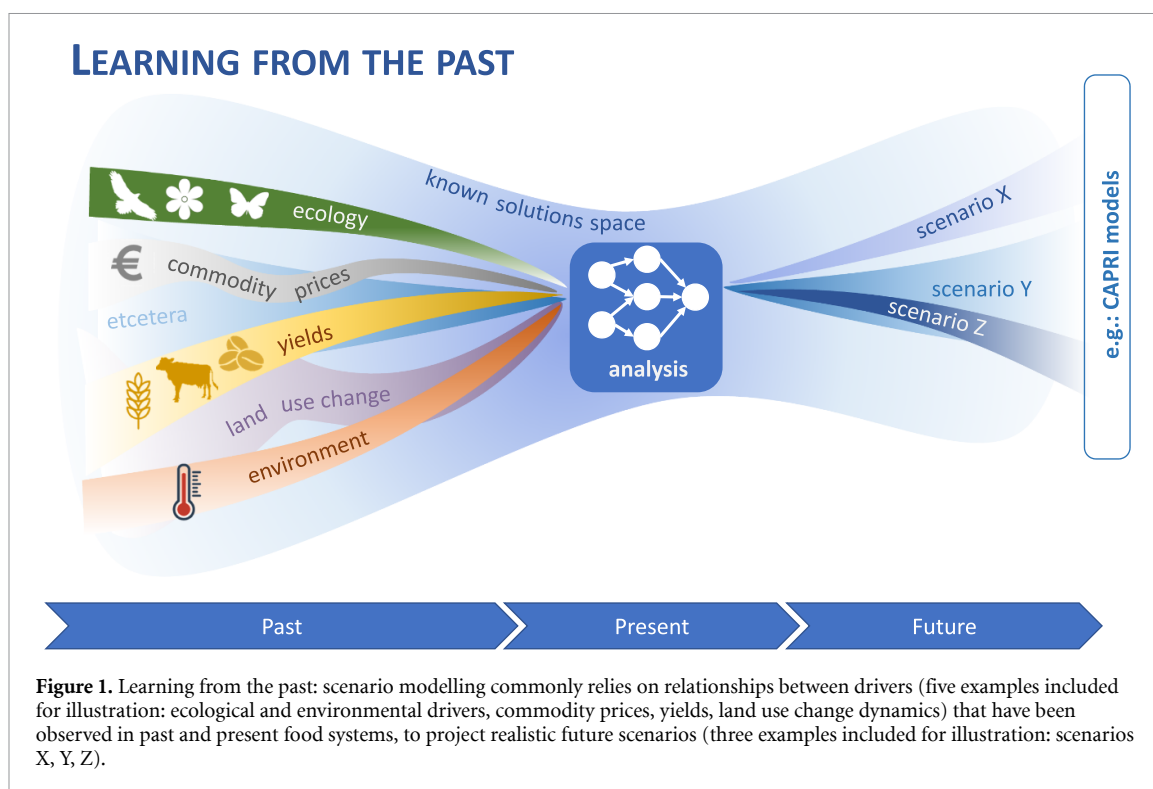 LEARNING FROM THE PAST
known solutions space
ecology
€
commodity prices
etcetera
yields
land use change
environment
analysis
scenario X
scenario Y
scenario Z
e.g.: CAPRI models
Past
Present
Future
Figure 1. Learning from the past: scenario modelling commonly relies on relationships between drivers (five examples included
for illustration: ecological and environmental drivers, commodity prices, yields, land use change dynamics) that have been
observed in past and present food systems, to project realistic future scenarios (three examples included for illustration: scenarios
X, Y, Z).